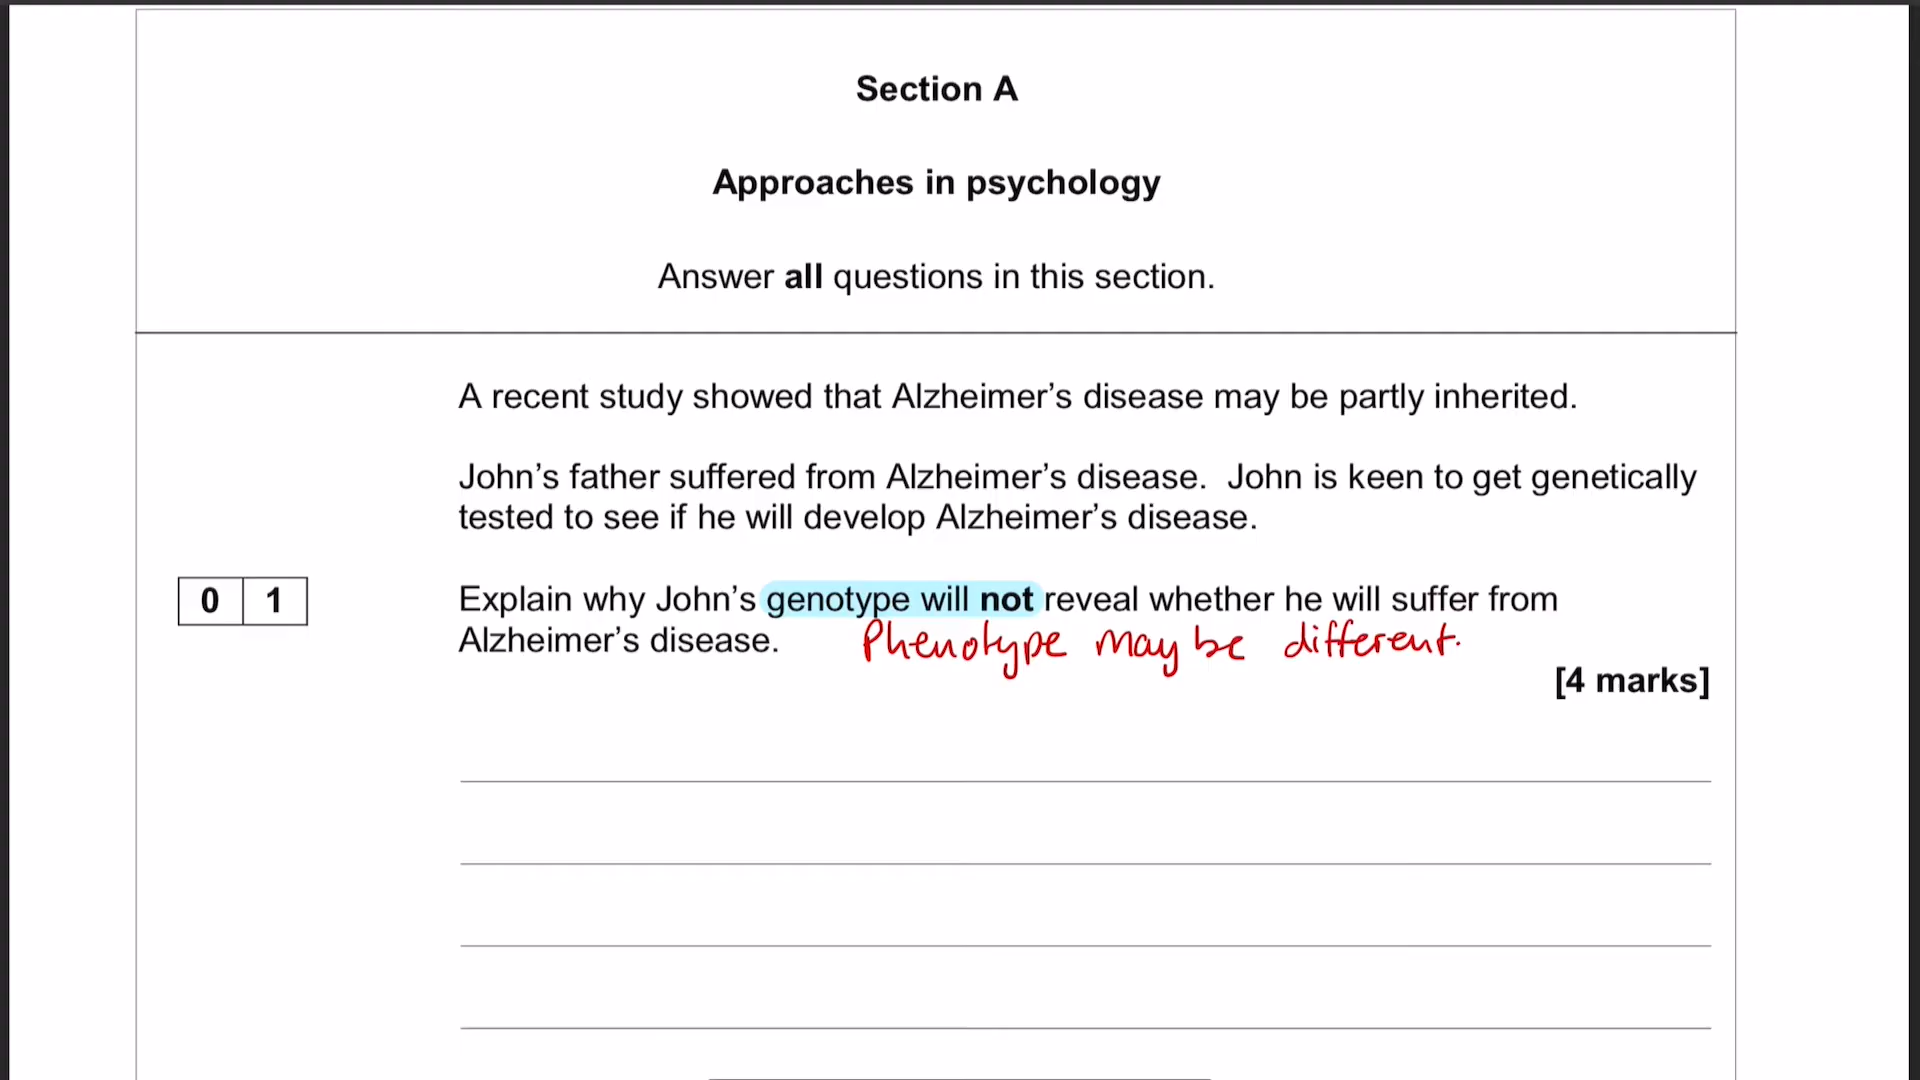 Section A
Approaches in psychology
Answer all questions in this section.
A recent study showed that Alzheimer’s disease may be partly inherited.
John’s father suffered from Alzheimer’s disease.  John is keen to get genetically
tested to see if he will develop Alzheimer’s disease.
0 1
Explain why John’s genotype will not reveal whether he will suffer from
Alzheimer’s disease.
Phenotype may be different.
[4 marks]